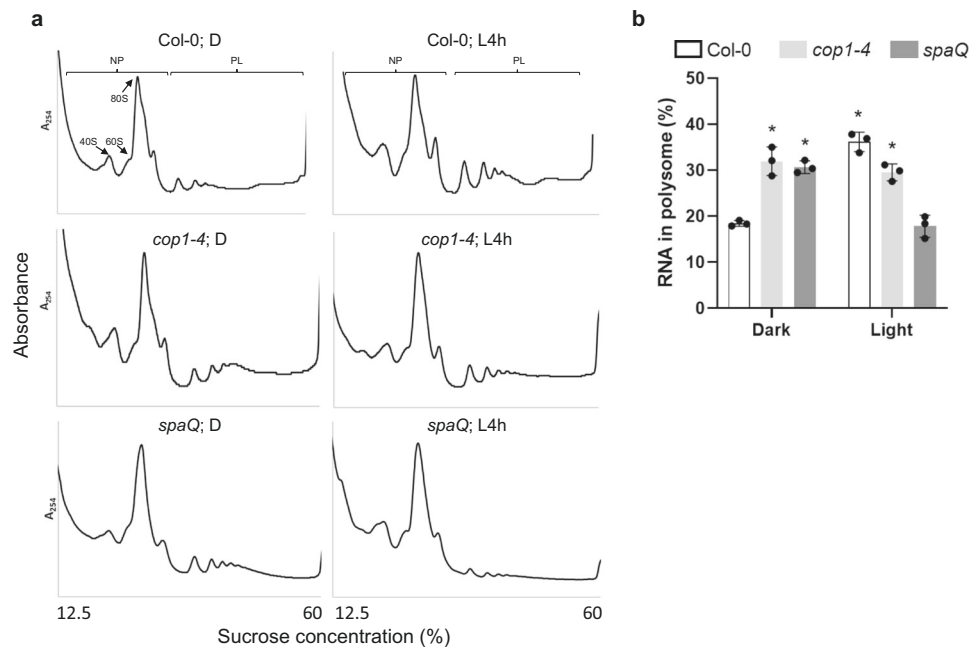 a
Col-0; D
Col-0; L4h
NP
PL
NP
PL
80S
40S
60S
A254
cop1-4; D
cop1-4; L4h
A254
Absorbance
spaQ; D
spaQ; L4h
A254
12.5
60
12.5
60
Sucrose concentration (%)
b
Col-0
cop1-4
spaQ
50
40
30
20
10
0
RNA in polysome (%)
*
*
*
*
Dark
Light